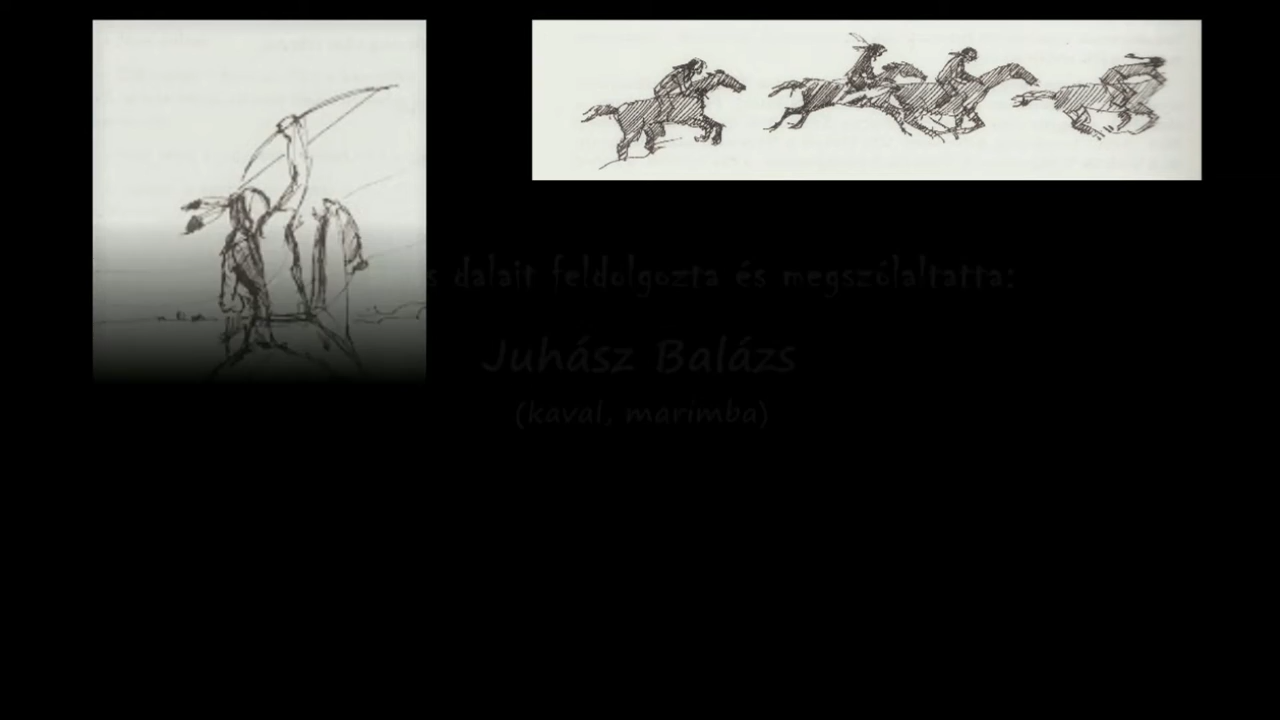 dalait feldolgozta és megszólaltatta:
Juhász Balázs
(kaval, marimba)